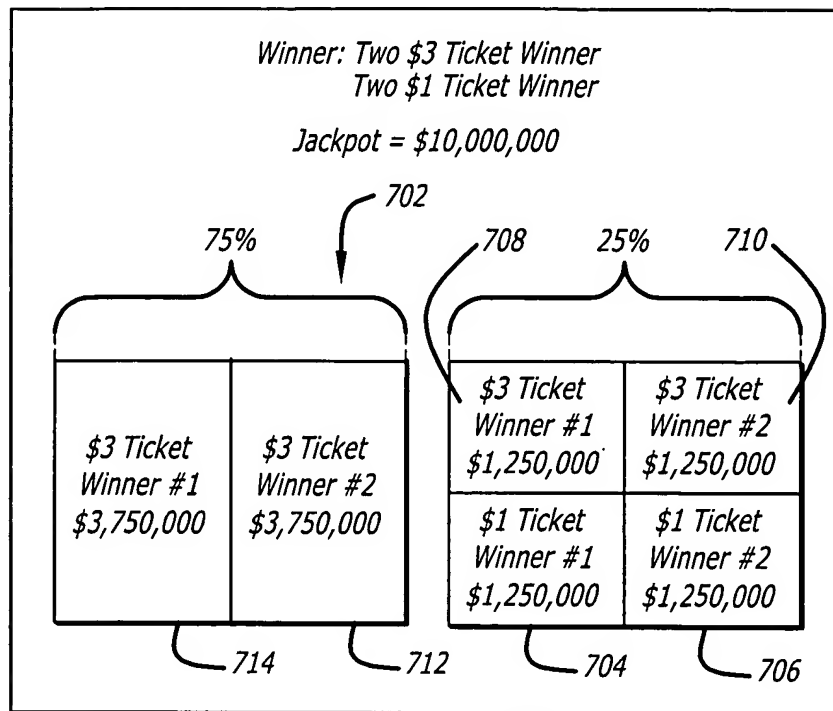 Winner: Two $3 Ticket Winner
Two $1 Ticket Winner
Jackpot = $10,000,000
702
75%
708
25%
710
$3 Ticket
Winner #1
$3,750,000
$3 Ticket
Winner #2
$3,750,000
$3 Ticket
Winner #1
$1,250,000
$3 Ticket
Winner #2
$1,250,000
$1 Ticket
Winner #1
$1,250,000
$1 Ticket
Winner #2
$1,250,000
714
712
704
706